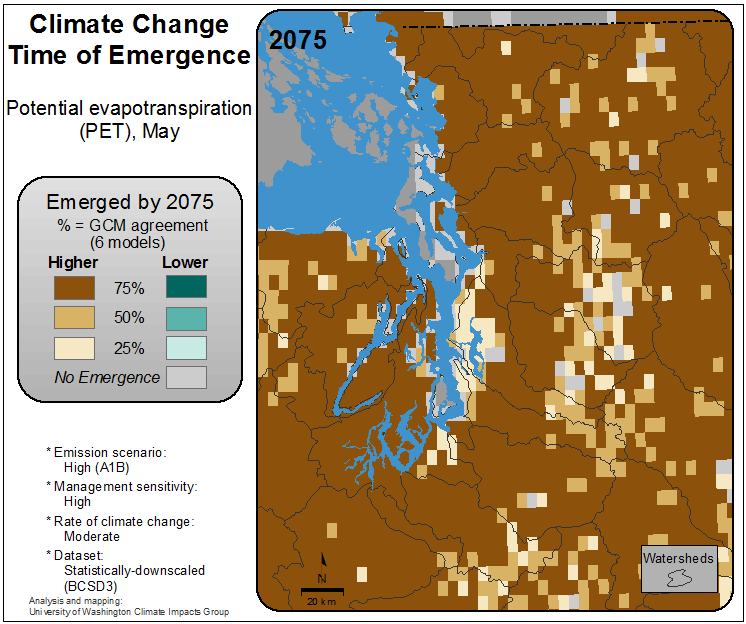 Climate Change
Time of Emergence
Potential evapotranspiration
(PET), May
Emerged by 2075
% = GCM agreement
(6 models)
Higher Lower
75%
50%
25%
No Emergence
* Emission scenario:
High (A1B)
* Management sensitivity:
High
* Rate of climate change:
Moderate
* Dataset:
Statistically-downscaled
(BCSD3)
Analysis and mapping:
University of Washington Climate Impacts Group
2075
N
20 km
Watersheds